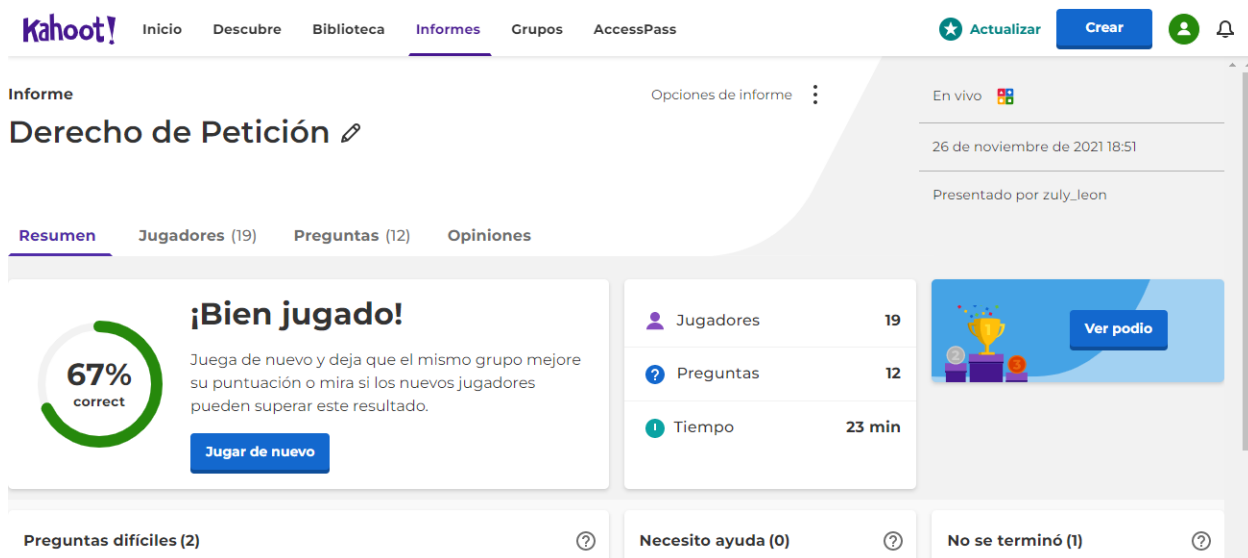 Kahoot! Inicio Descubre Biblioteca Informes Grupos AccessPass Actualizar Crear
Informe
Opciones de informe
Derecho de Petición
En vivo
26 de noviembre de 2021 18:51
Presentado por zuly_leon
Resumen Jugadores (19) Preguntas (12) Opiniones
67%
correct
¡Bien jugado!
Juega de nuevo y deja que el mismo grupo mejore
su puntuación o mira si los nuevos jugadores
pueden superar este resultado.
Jugar de nuevo
Jugadores 19
? Preguntas 12
Tiempo 23 min
1
2
3
Ver podio
Preguntas difíciles (2) ?
Necesito ayuda (0) ?
No se terminó (1) ?